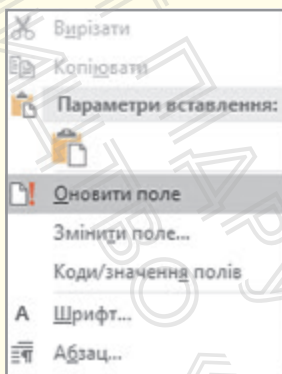 Вирізати
Копіювати
Параметри вставлення:
Оновити поле
Змінити поле...
Коди/значення полів
А Шрифт...
Абзац...